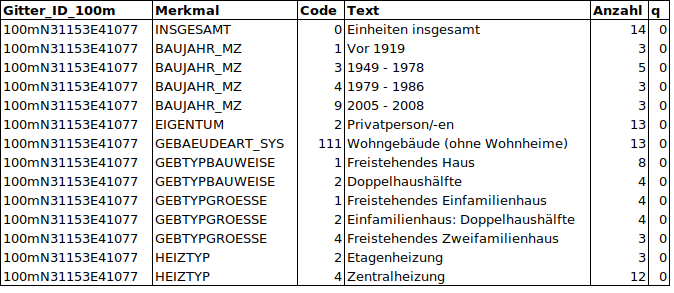 Gitter_ID_100m Merkmal Code Text Anzahl q
100mN31153E41077 INSGESAMT 0 Einheiten insgesamt 14 0
100mN31153E41077 BAUJAHR_MZ 1 Vor 1919 3 0
100mN31153E41077 BAUJAHR_MZ 3 1949 - 1978 5 0
100mN31153E41077 BAUJAHR_MZ 4 1979 - 1986 3 0
100mN31153E41077 BAUJAHR_MZ 9 2005 - 2008 3 0
100mN31153E41077 EIGENTUM 2 Privatperson/-en 13 0
100mN31153E41077 GEBAEUDEART_SYS 111 Wohngebäude (ohne Wohnheime) 13 0
100mN31153E41077 GEBTYPBAUWEISE 1 Freistehendes Haus 8 0
100mN31153E41077 GEBTYPBAUWEISE 2 Doppelhaushälfte 4 0
100mN31153E41077 GEBTYPGROESSE 1 Freistehendes Einfamilienhaus 4 0
100mN31153E41077 GEBTYPGROESSE 2 Einfamilienhaus: Doppelhaushälfte 4 0
100mN31153E41077 GEBTYPGROESSE 4 Freistehendes Zweifamilienhaus 3 0
100mN31153E41077 HEIZTYP 2 Etagenheizung 3 0
100mN31153E41077 HEIZTYP 4 Zentralheizung 12 0